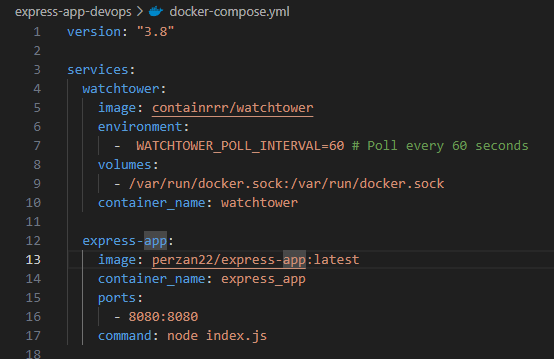 express-app-devops > docker-compose.yml
1 version: "3.8"
2
3 services:
4 watchtower:
5 image: containrrr/watchtower
6 environment:
7 -  WATCHTOWER_POLL_INTERVAL=60 # Poll every 60 seconds
8 volumes:
9 - /var/run/docker.sock:/var/run/docker.sock
10 container_name: watchtower
11
12 express-app:
13 image: perzan22/express-app:latest
14 container_name: express_app
15 ports:
16 - 8080:8080
17 command: node index.js
18